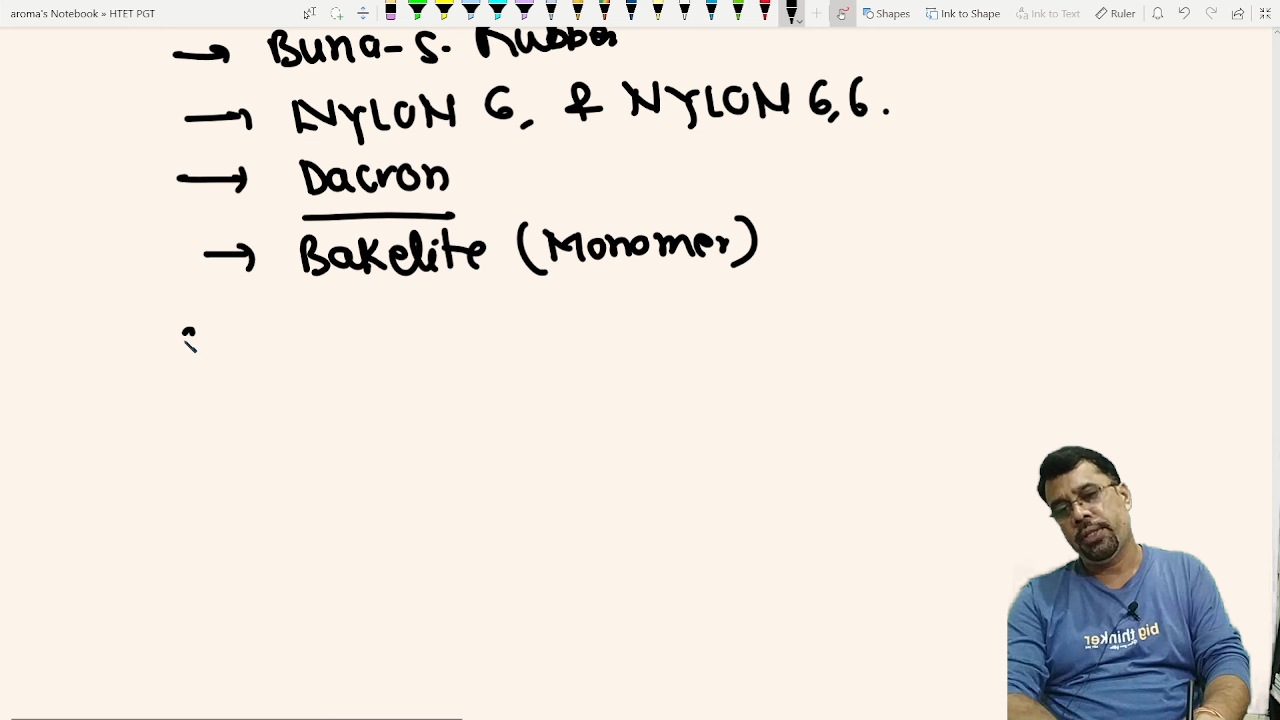 aroma's Notebook » HTET PGT
Shapes Ink to Shape Ink to Text Ruler
→ Buna-S. Rubber
→ NYLON 6, & NYLON 6,6.
→ Dacron
→ Bakelite (Monomer)
big thinker